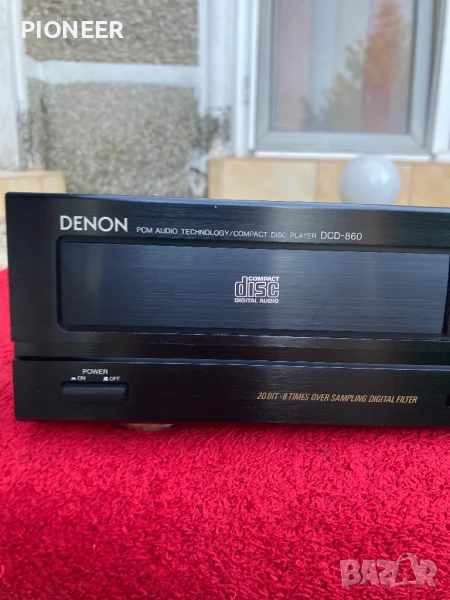 PIONEER
DENON PCM AUDIO TECHNOLOGY/COMPACT DISC PLAYER DCD-860
COMPACT
disc
DIGITAL AUDIO
POWER
ON OFF
20 BIT · 8 TIMES OVER SAMPLING DIGITAL FILTER
BAZAR